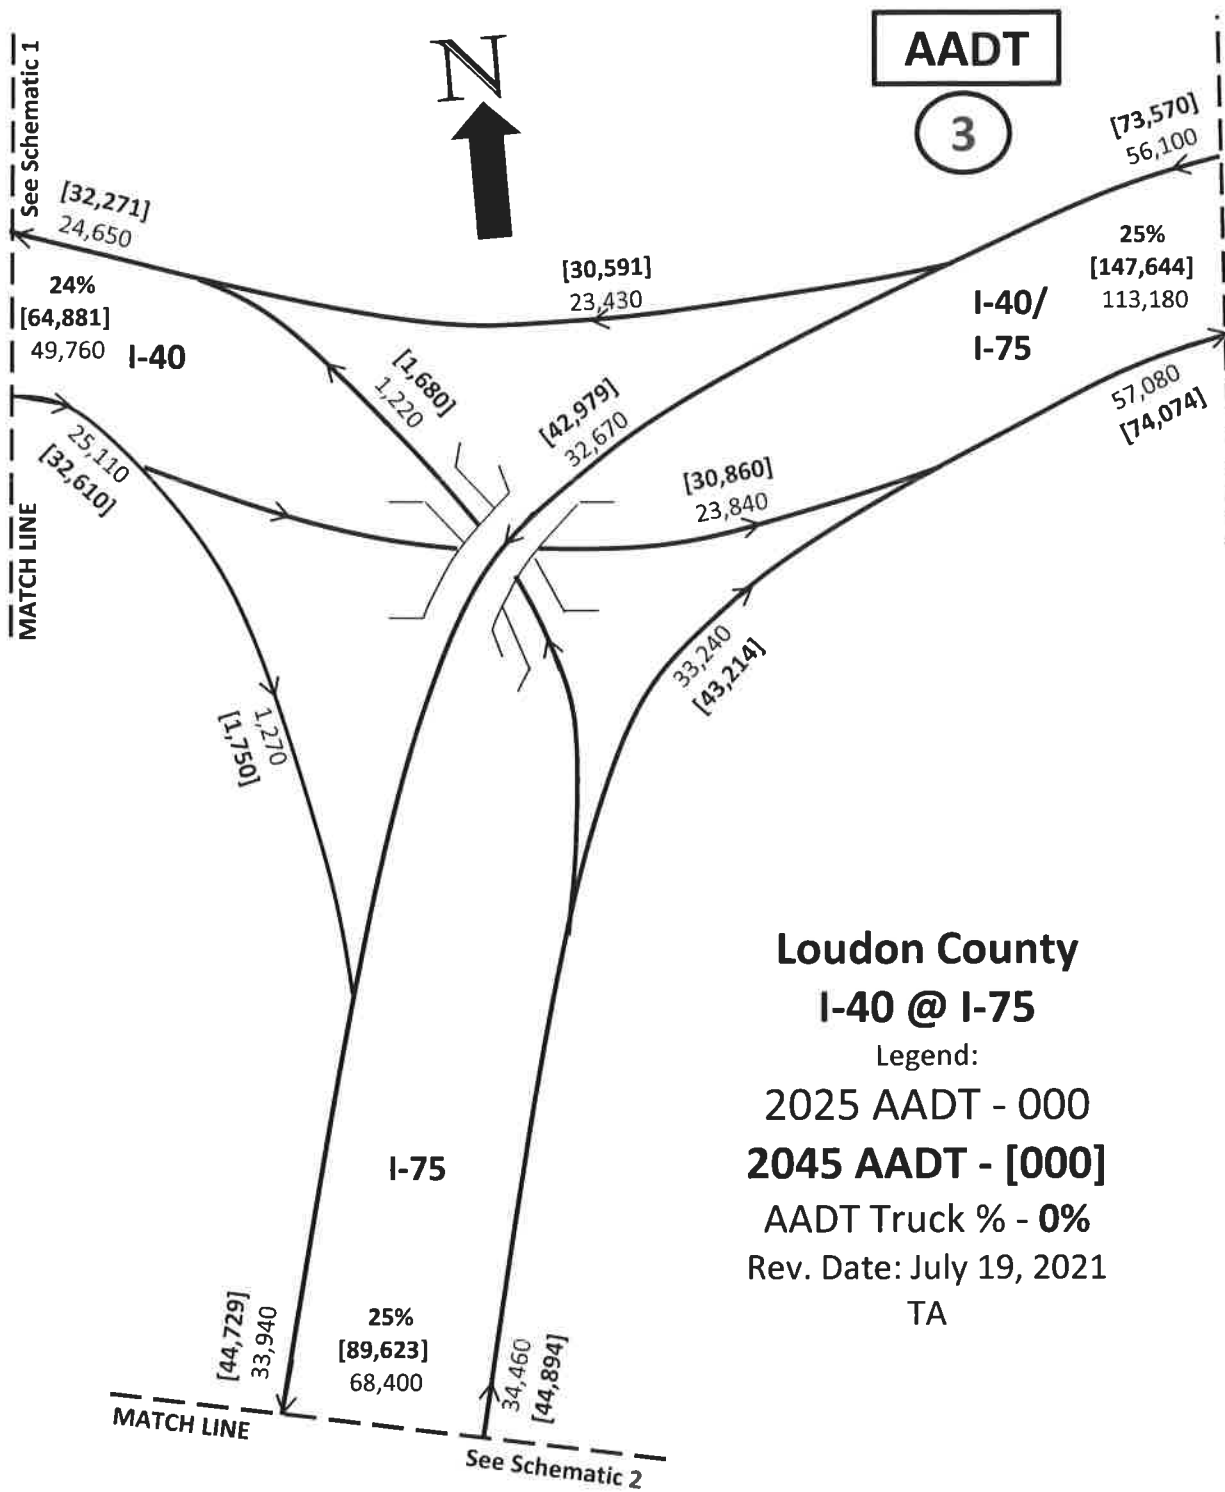 See Schematic 1
N
AADT
3
[73,570]
56,100
[32,271]
24,650
[30,591]
23,430
25%
[147,644]
113,180
24%
[64,881]
49,760
I-40
I-40/
I-75
[1,680]
1,220
[42,979]
32,670
57,080
[74,074]
25,110
[32,610]
[30,860]
23,840
MATCH LINE
33,240
[43,214]
1,270
[1,750]
Loudon County
I-40 @ I-75
Legend:
2025 AADT - 000
2045 AADT - [000]
AADT Truck % - 0%
Rev. Date: July 19, 2021
TA
I-75
[44,729]
33,940
25%
[89,623]
68,400
34,460
[44,894]
MATCH LINE
See Schematic 2